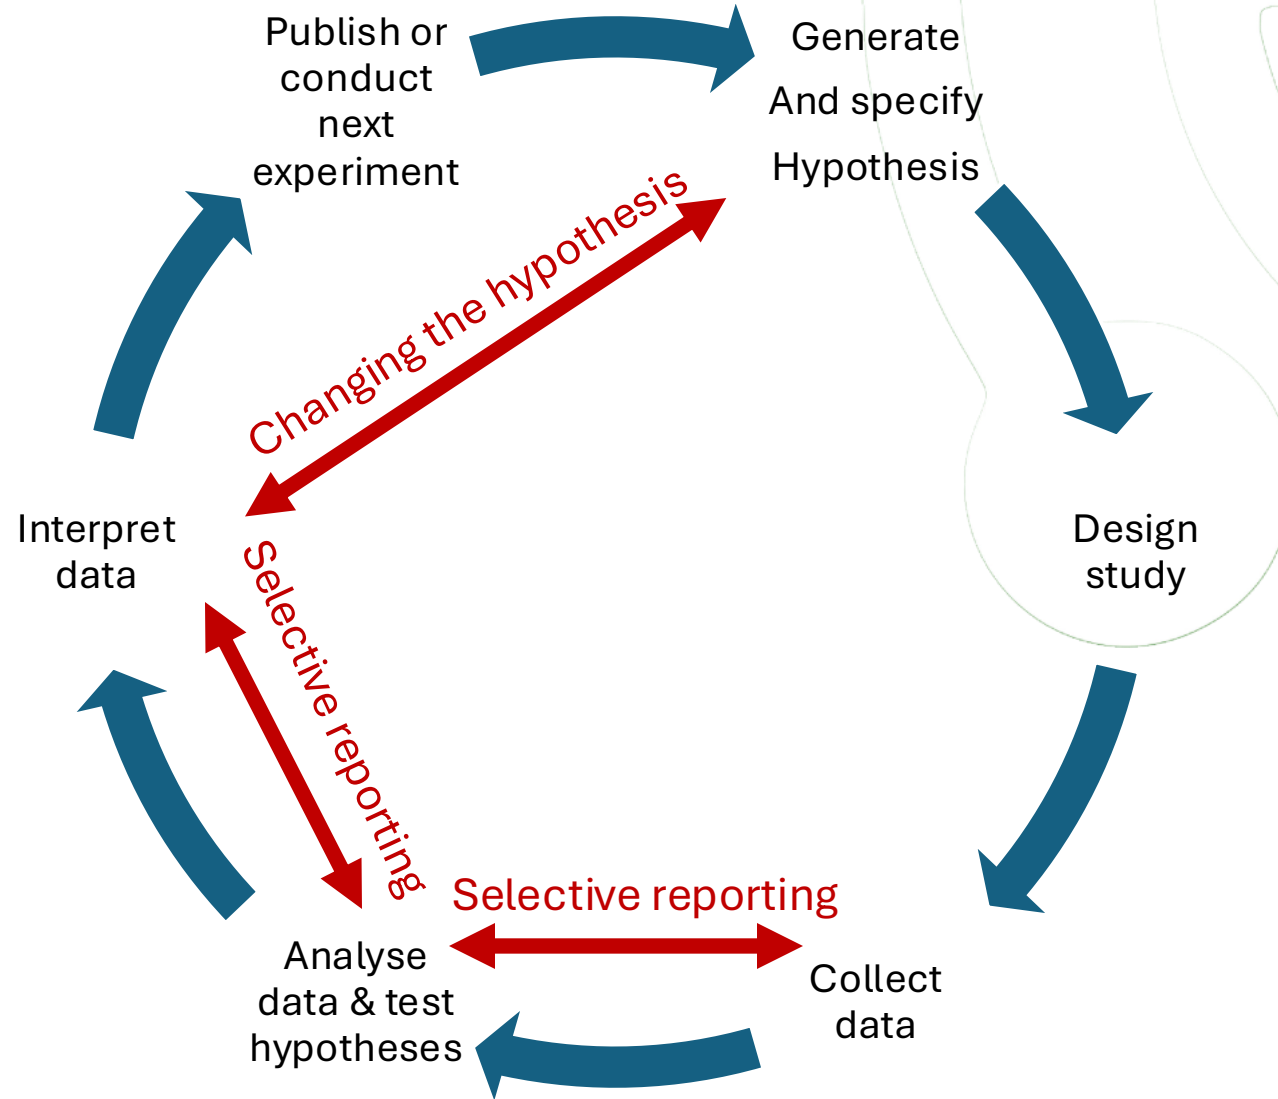 Publish or
conduct
next
experiment
Generate
And specify
Hypothesis
Changing the hypothesis
Interpret
data
Design
study
Selective reporting
Selective reporting
Analyse
data & test
hypotheses
Collect
data